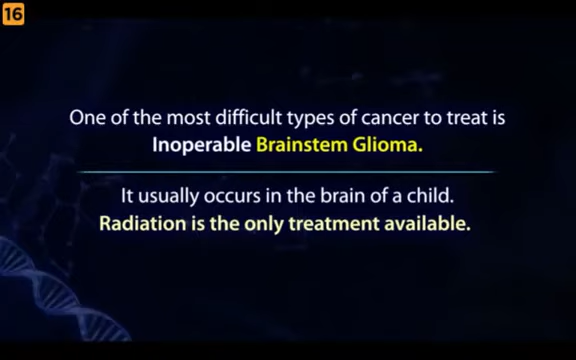 16
One of the most difficult types of cancer to treat is
Inoperable Brainstem Glioma.
It usually occurs in the brain of a child.
Radiation is the only treatment available.